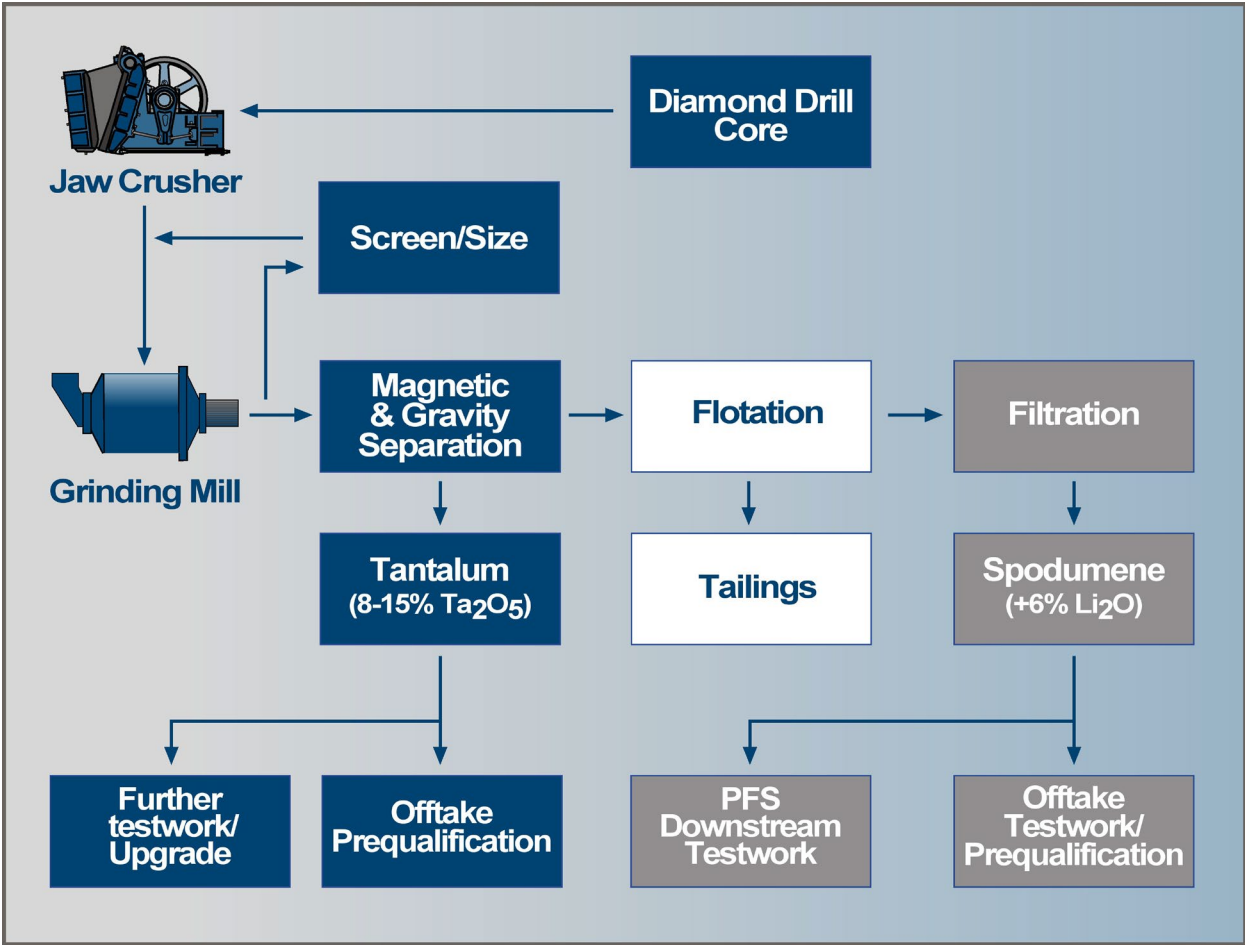 Diamond Drill
Core
Jaw Crusher
Screen/Size
Magnetic
& Gravity
Separation
Flotation
Filtration
Grinding Mill
Tantalum
(8-15% Ta₂O₅)
Tailings
Spodumene
(+6% Li₂O)
Further
testwork/
Upgrade
Offtake
Prequalification
PFS
Downstream
Testwork
Offtake
Testwork/
Prequalification